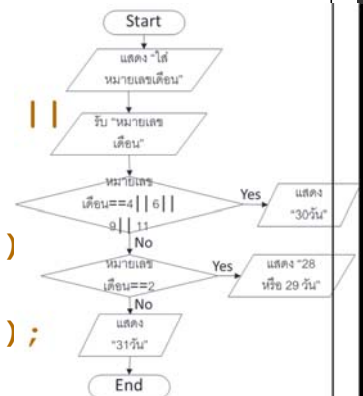 Start
แสดง "ใส่
หมายเลขเดือน"
||
รับ "หมายเลข
เดือน"
หมายเลข
เดือน==4||6||
9||11
Yes
แสดง
"30วัน"
No
)
หมายเลข
เดือน==2
Yes
แสดง "28
หรือ 29 วัน"
No
) ;
แสดง
"31วัน"
End